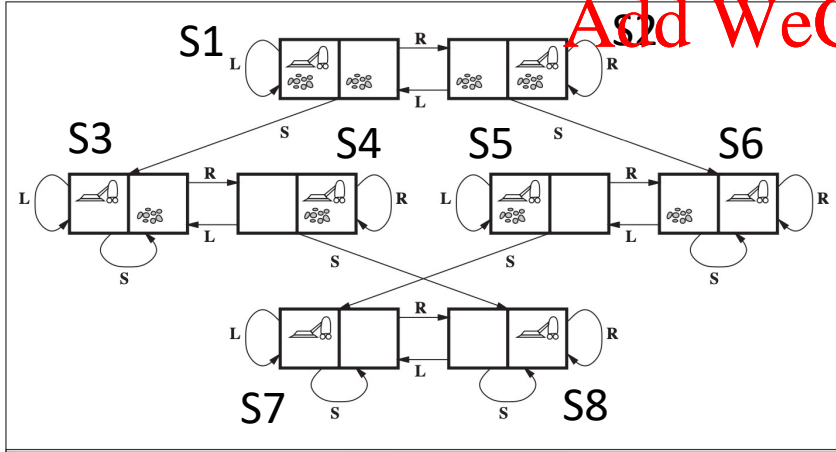 Add WeC
S1 S2
R
L R
L
S S
S3 S4 S5 S6
R R
L R L R
L L
S S S S
R
L R
L
S7 S S S8